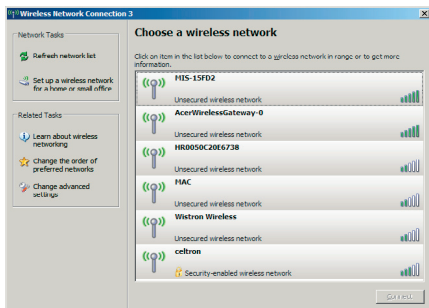 Wireless Network Connection 3
Network Tasks
Refresh network list
Set up a wireless network
for a home or small office
Related Tasks
Learn about wireless
networking
Change the order of
preferred networks
Change advanced
settings
Choose a wireless network
Click an item in the list below to connect to a wireless network in range or to get more
information.
MIS-15FD2
Unsecured wireless network
AcerWirelessGateway-0
Unsecured wireless network
HR0050C20E6738
Unsecured wireless network
MAC
Unsecured wireless network
Wistron Wireless
Unsecured wireless network
celtron
Security-enabled wireless network
Connect